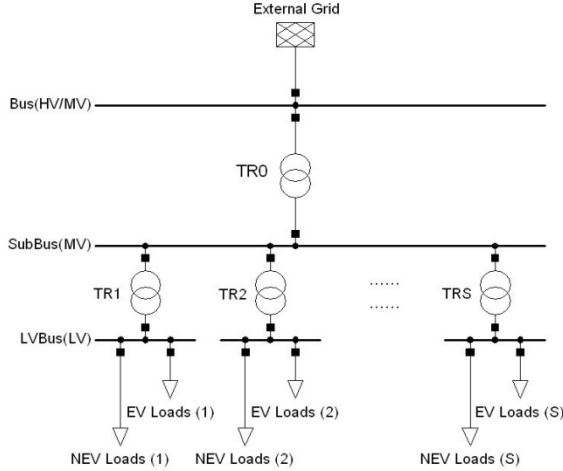 External Grid
Bus(HV/MV)
TR0
SubBus(MV)
TR1
TR2
......
......
TRS
LVBus(LV)
EV Loads (1)
EV Loads (2)
EV Loads (S)
NEV Loads (1)
NEV Loads (2)
NEV Loads (S)